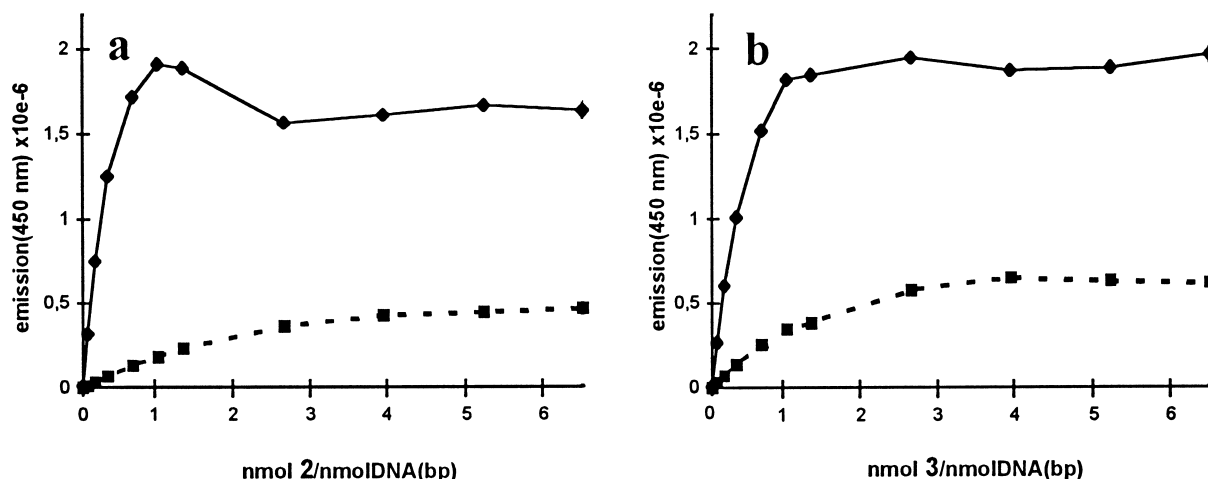 a
emission(450 nm) x10e-6
2
1,5
1
0,5
0
0 1 2 3 4 5 6
nmol 2/nmolDNA(bp)
b
emission(450 nm) x10e-6
2
1,5
1
0,5
0
0 1 2 3 4 5 6
nmol 3/nmolDNA(bp)